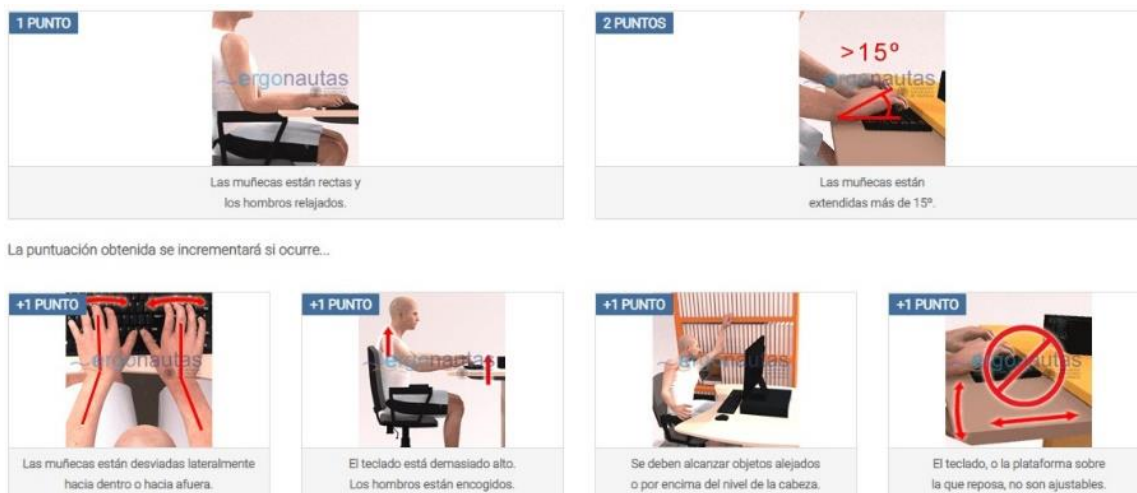 1 PUNTO
ergonautas
Las muñecas están rectas y
los hombros relajados.
2 PUNTOS
>15º
ergonautas
Las muñecas están
extendidas más de 15º.
La puntuación obtenida se incrementará si ocurre...
+1 PUNTO
ergonautas
Las muñecas están desviadas lateralmente
hacia dentro o hacia afuera.
+1 PUNTO
ergonautas
El teclado está demasiado alto.
Los hombros están encogidos.
+1 PUNTO
ergonautas
Se deben alcanzar objetos alejados
o por encima del nivel de la cabeza.
+1 PUNTO
ergonautas
El teclado, o la plataforma sobre
la que reposa, no son ajustables.